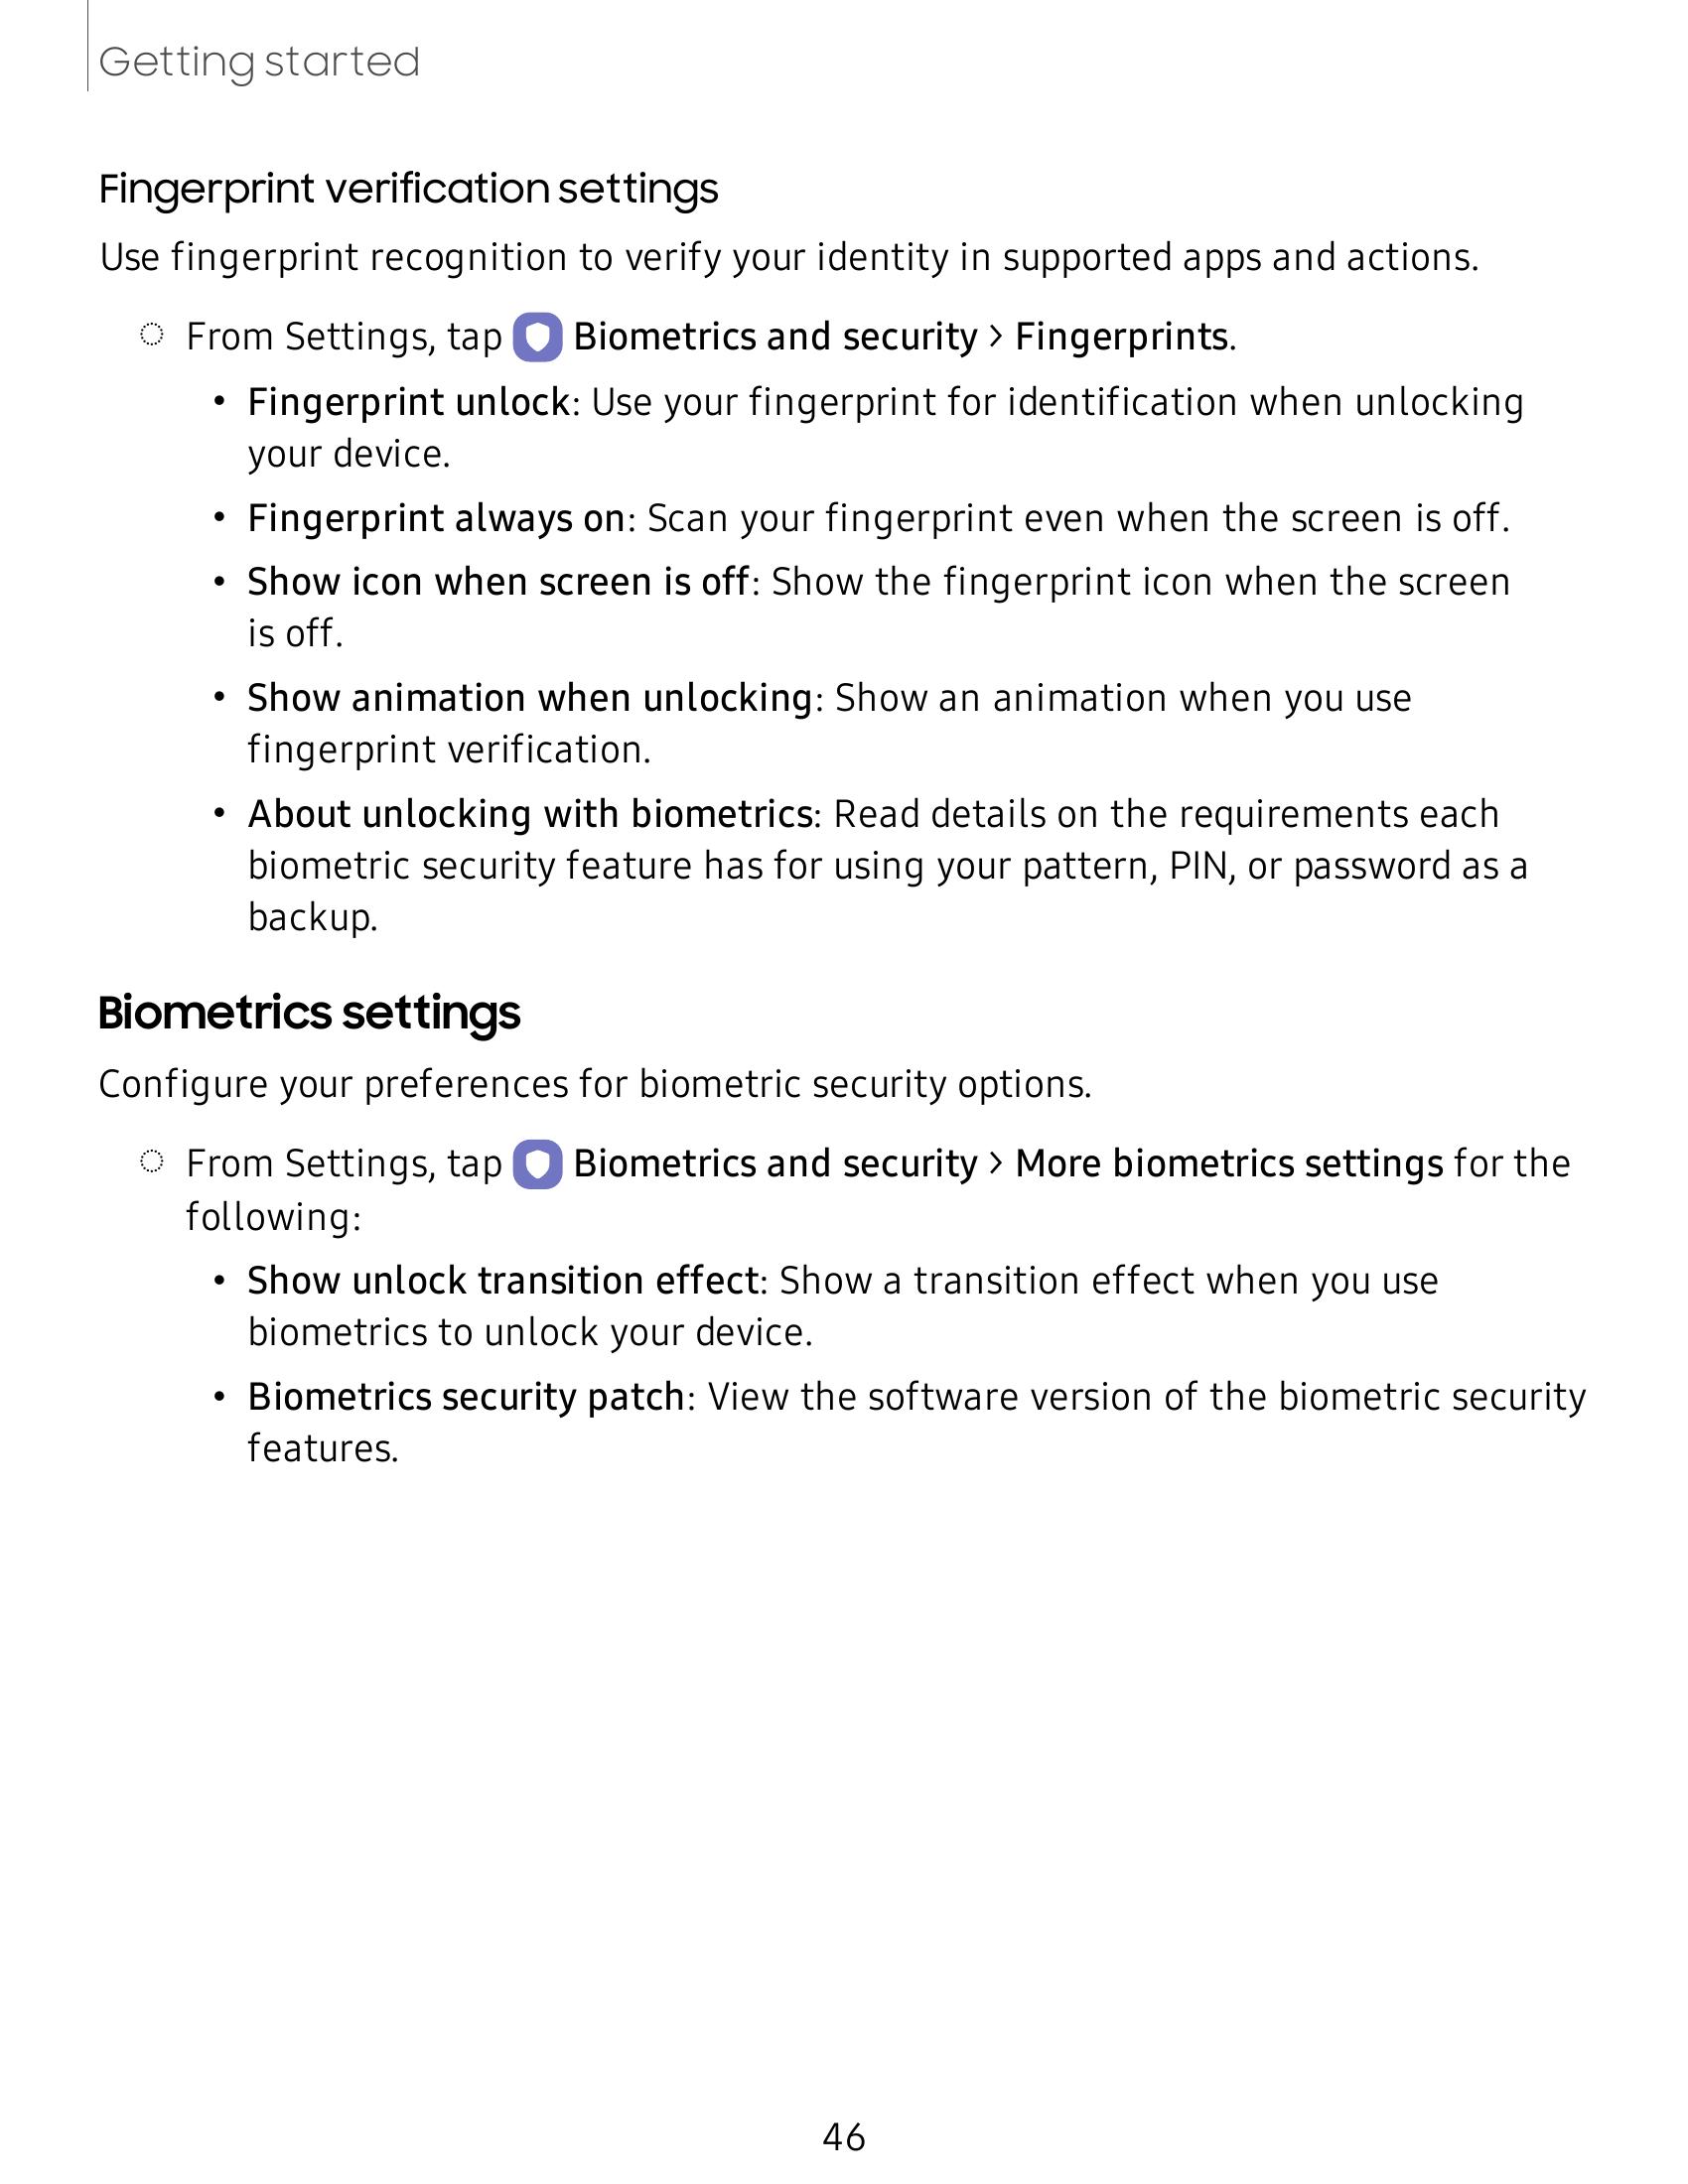 Getting started
Fingerprint verification settings
Use fingerprint recognition to verify your identity in supported apps and actions.
From Settings, tap Biometrics and security > Fingerprints.
• Fingerprint unlock: Use your fingerprint for identification when unlocking
your device.
• Fingerprint always on: Scan your fingerprint even when the screen is off.
• Show icon when screen is off: Show the fingerprint icon when the screen
is off.
• Show animation when unlocking: Show an animation when you use
fingerprint verification.
• About unlocking with biometrics: Read details on the requirements each
biometric security feature has for using your pattern, PIN, or password as a
backup.
Biometrics settings
Configure your preferences for biometric security options.
From Settings, tap Biometrics and security > More biometrics settings for the
following:
• Show unlock transition effect: Show a transition effect when you use
biometrics to unlock your device.
• Biometrics security patch: View the software version of the biometric security
features.
46